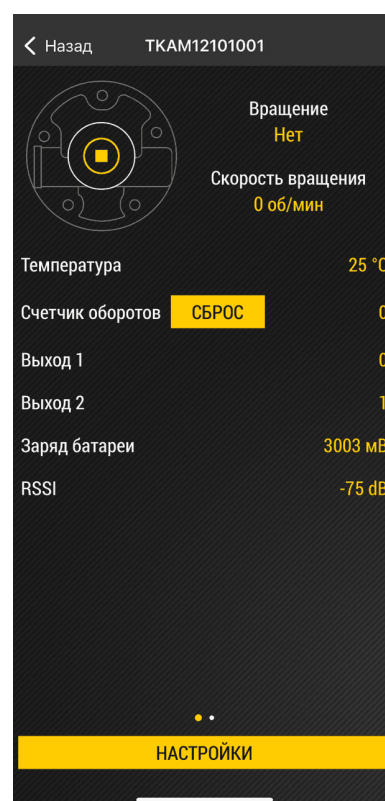 Назад TKAM12101001
Вращение
Нет
Скорость вращения
0 об/мин
Температура 25 °C
Счетчик оборотов СБРОС 0
Выход 1 0
Выход 2 1
Заряд батареи 3003 мВ
RSSI -75 dB
НАСТРОЙКИ